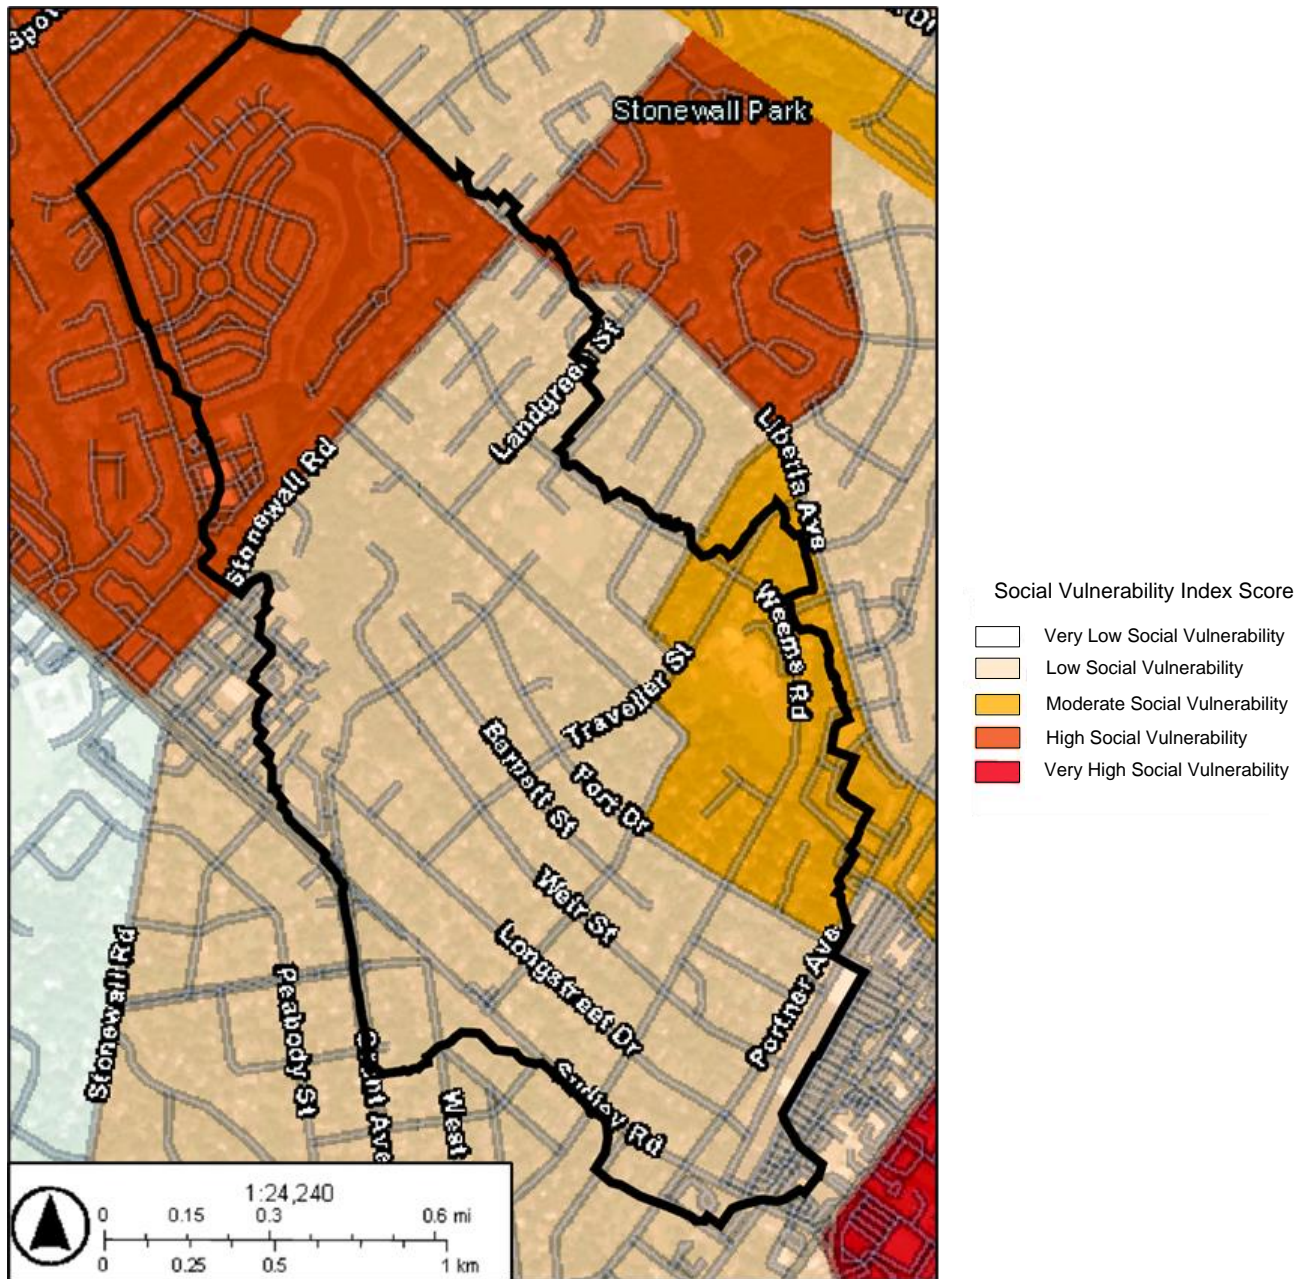 Stonewall Park
Landgreen St
Liberia Ave
Stonewall Rd
Weems Rd
Traveller St
Barnett St
Fort Dr
Weir St
Longstreet Dr
Portner Ave
Stonewall Rd
Peabody St
Grant Ave
West
Sudley Rd
1:24,240
0 0.15 0.3 0.6 mi
0 0.25 0.5 1 km
Social Vulnerability Index Score
Very Low Social Vulnerability
Low Social Vulnerability
Moderate Social Vulnerability
High Social Vulnerability
Very High Social Vulnerability